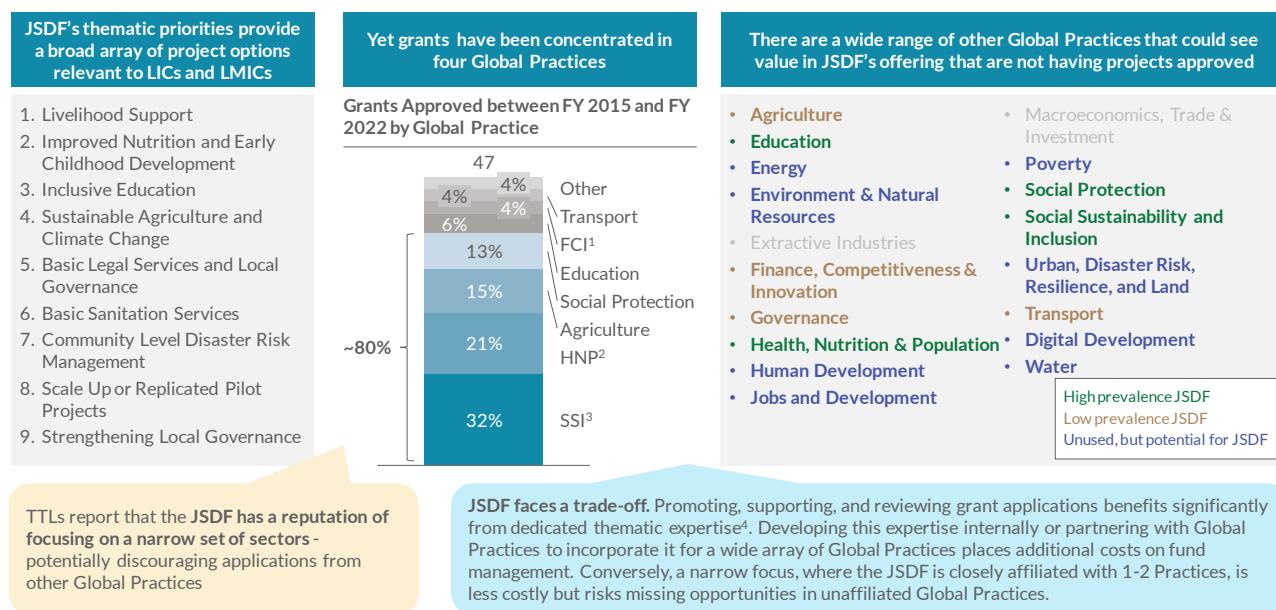 JSDF's thematic priorities provide
a broad array of project options
relevant to LICs and LMICs
1. Livelihood Support
2. Improved Nutrition and Early
Childhood Development
3. Inclusive Education
4. Sustainable Agriculture and
Climate Change
5. Basic Legal Services and Local
Governance
6. Basic Sanitation Services
7. Community Level Disaster Risk
Management
8. Scale Up or Replicated Pilot
Projects
9. Strengthening Local Governance
Yet grants have been concentrated in
four Global Practices
Grants Approved between FY 2015 and FY
2022 by Global Practice
47
4%
4%
4%
6%
13%
15%
21%
32%
~80%
Other
Transport
FCI¹
Education
Social Protection
Agriculture
HNP²
SSI³
There are a wide range of other Global Practices that could see
value in JSDF's offering that are not having projects approved
• Agriculture
• Education
• Energy
• Environment & Natural
Resources
• Extractive Industries
• Finance, Competitiveness &
Innovation
• Governance
• Health, Nutrition & Population
• Human Development
• Jobs and Development
• Macroeconomics, Trade &
Investment
• Poverty
• Social Protection
• Social Sustainability and
Inclusion
• Urban, Disaster Risk,
Resilience, and Land
• Transport
• Digital Development
• Water
High prevalence JSDF
Low prevalence JSDF
Unused, but potential for JSDF
TTLs report that the JSDF has a reputation of
focusing on a narrow set of sectors -
potentially discouraging applications from
other Global Practices
JSDF faces a trade-off. Promoting, supporting, and reviewing grant applications benefits significantly
from dedicated thematic expertise⁴. Developing this expertise internally or partnering with Global
Practices to incorporate it for a wide array of Global Practices places additional costs on fund
management. Conversely, a narrow focus, where the JSDF is closely affiliated with 1-2 Practices, is
less costly but risks missing opportunities in unaffiliated Global Practices.